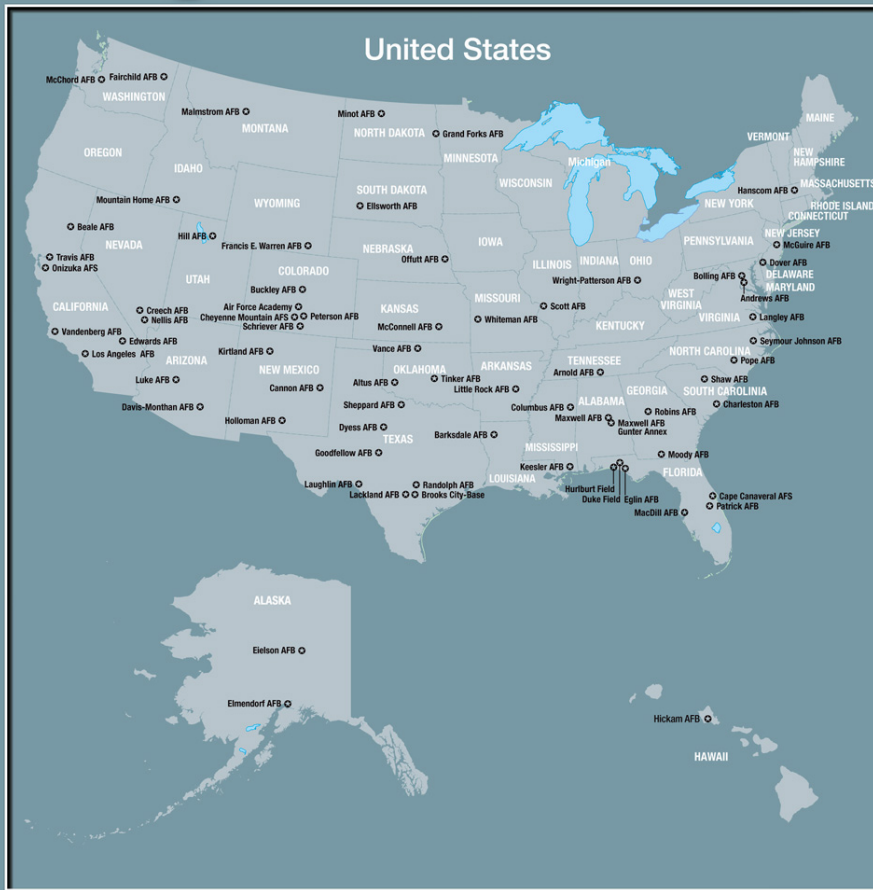 United States
McChord AFB
Fairchild AFB
WASHINGTON
Malmstrom AFB
MONTANA
Minot AFB
NORTH DAKOTA
Grand Forks AFB
MINNESOTA
Michigan
MAINE
VERMONT
NEW
HAMPSHIRE
OREGON
IDAHO
WISCONSIN
MASSACHUSETTS
Hanscom AFB
RHODE ISLAND
CONNECTICUT
Mountain Home AFB
WYOMING
SOUTH DAKOTA
Ellsworth AFB
NEW YORK
Beale AFB
NEVADA
Hill AFB
Francis E. Warren AFB
NEBRASKA
IOWA
PENNSYLVANIA
NEW JERSEY
McGuire AFB
Travis AFB
Onizuka AFS
Offutt AFB
ILLINOIS
INDIANA
OHIO
Dover AFB
UTAH
COLORADO
Buckley AFB
Wright-Patterson AFB
Bolling AFB
DELAWARE
MARYLAND
Andrews AFB
CALIFORNIA
Creech AFB
Nellis AFB
Air Force Academy
Cheyenne Mountain AFS
Peterson AFB
Schriever AFB
KANSAS
McConnell AFB
MISSOURI
Whiteman AFB
Scott AFB
WEST
VIRGINIA
VIRGINIA
Langley AFB
KENTUCKY
Vandenberg AFB
Edwards AFB
Los Angeles AFB
ARIZONA
Kirtland AFB
Vance AFB
Seymour Johnson AFB
NORTH CAROLINA
Pope AFB
Luke AFB
NEW MEXICO
Cannon AFB
OKLAHOMA
Altus AFB
Tinker AFB
ARKANSAS
Little Rock AFB
TENNESSEE
Arnold AFB
Shaw AFB
SOUTH CAROLINIA
Charleston AFB
Davis-Monthan AFB
Holloman AFB
Sheppard AFB
Columbus AFB
ALABAMA
Maxwell AFB
Maxwell AFB
Gunter Annex
GEORGIA
Robins AFB
Dyess AFB
TEXAS
Barksdale AFB
Goodfellow AFB
MISSISSIPPI
Keesler AFB
LOUISIANA
Moody AFB
FLORIDA
Laughlin AFB
Randolph AFB
Lackland AFB
Brooks City-Base
Hurlburt Field
Duke Field
Eglin AFB
Cape Canaveral AFS
Patrick AFB
MacDill AFB
ALASKA
Eielson AFB
Elmendorf AFB
Hickam AFB
HAWAII